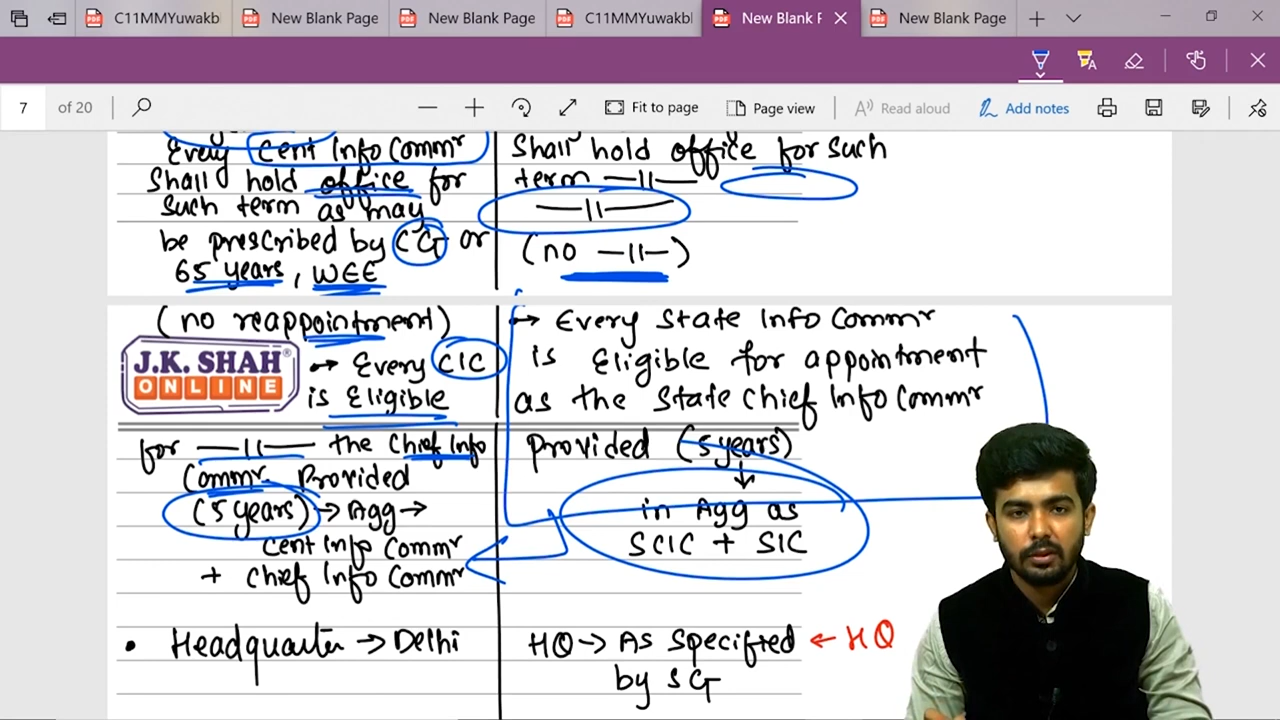 C11MMYuwakb
New Blank Page
New Blank Page
C11MMYuwakb
New Blank P
New Blank Page
7 of 20
Fit to page
Page view
Read aloud
Add notes
Every Cent Info Commr
Shall hold office for
such term as may
be prescribed by CG or
65 years, WEE
(no reappointment)
→ Every CIC
is Eligible
for —11— the Chief Info
Commr Provided
(5 years) → Agg →
Cent Info Commr
+ Chief Info Commr
• Headquarter → Delhi
Shall hold office for such
term —11—
—11—
(no —11—)
→ Every State Info Commr
is Eligible for appointment
as the State Chief Info Commr
Provided (5 years)
↓
in Agg as
SCIC + SIC
HQ → As specified ← HQ
by SG
J.K. SHAH®
ONLINE